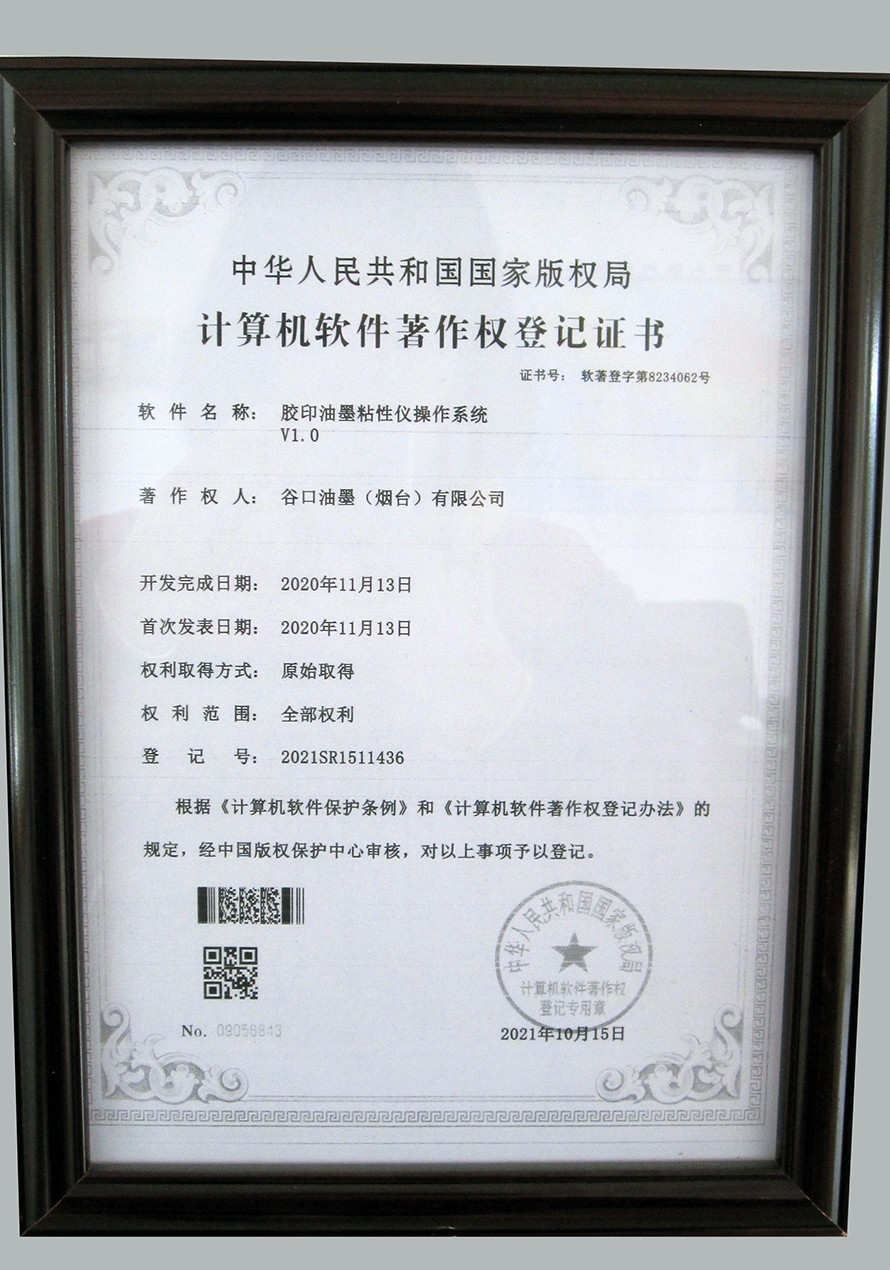 中华人民共和国国家版权局
计算机软件著作权登记证书
证书号： 软著登字第8234062号
软件名称： 胶印油墨粘性仪操作系统
V1.0
著作权人： 谷口油墨（烟台）有限公司
开发完成日期： 2020年11月13日
首次发表日期： 2020年11月13日
权利取得方式： 原始取得
权利范围： 全部权利
登记号： 2021SR1511436
根据《计算机软件保护条例》和《计算机软件著作权登记办法》的
规定，经中国版权保护中心审核，对以上事项予以登记。
中华人民共和国国家版权局
计算机软件著作权
登记专用章
No.
2021年10月15日